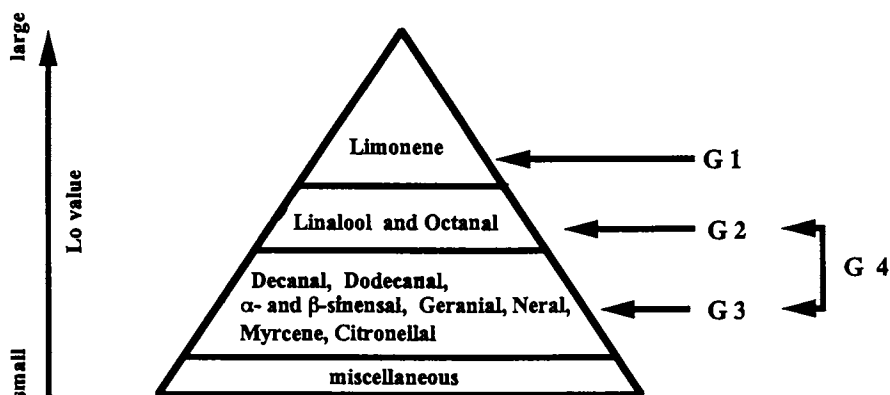 large
Lo value
small
Limonene
G 1
Linalool and Octanal
G 2
G 4
Decanal, Dodecanal,
α- and β-sinensal, Geranial, Neral,
Myrcene, Citronellal
G 3
miscellaneous